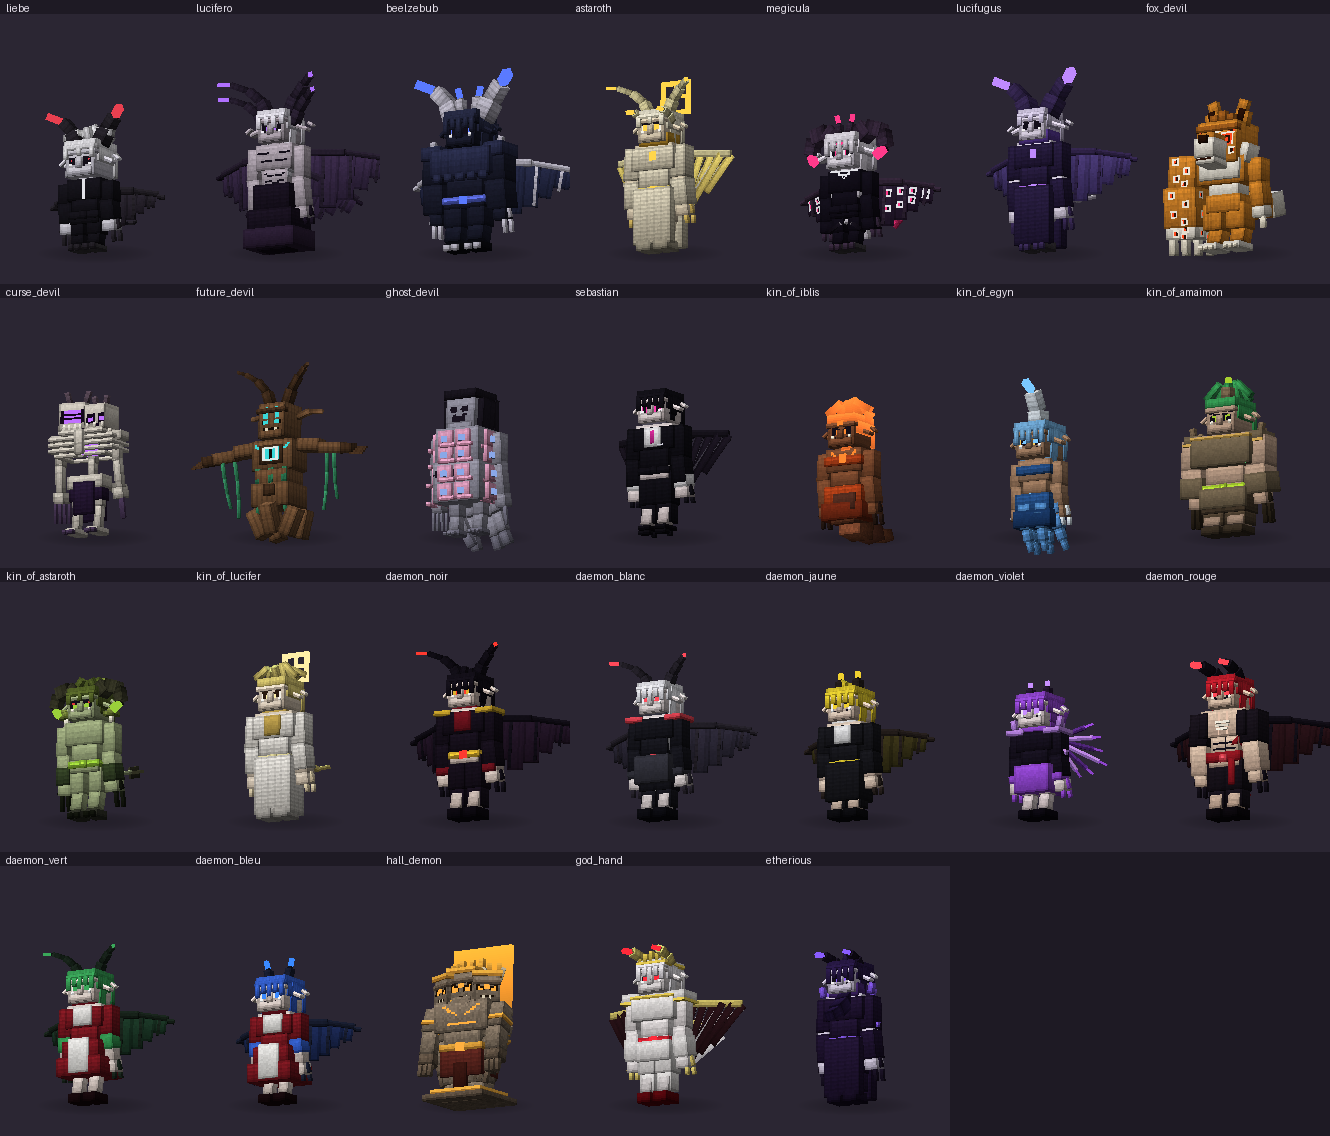 liebe
lucifero
beelzebub
astaroth
megicula
lucifugus
fox_devil
curse_devil
future_devil
ghost_devil
sebastian
kin_of_iblis
kin_of_egyn
kin_of_amaimon
kin_of_astaroth
kin_of_lucifer
daemon_noir
daemon_blanc
daemon_jaune
daemon_violet
daemon_rouge
daemon_vert
daemon_bleu
hall_demon
god_hand
etherious